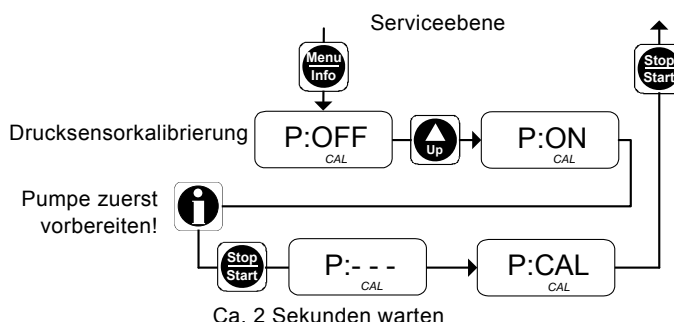 Serviceebene
Menu
Info
Stop
Start
Drucksensorkalibrierung
P:OFF
CAL
Up
P:ON
CAL
Pumpe zuerst
vorbereiten!
i
Stop
Start
P:- - -
CAL
P:CAL
CAL
Ca. 2 Sekunden warten